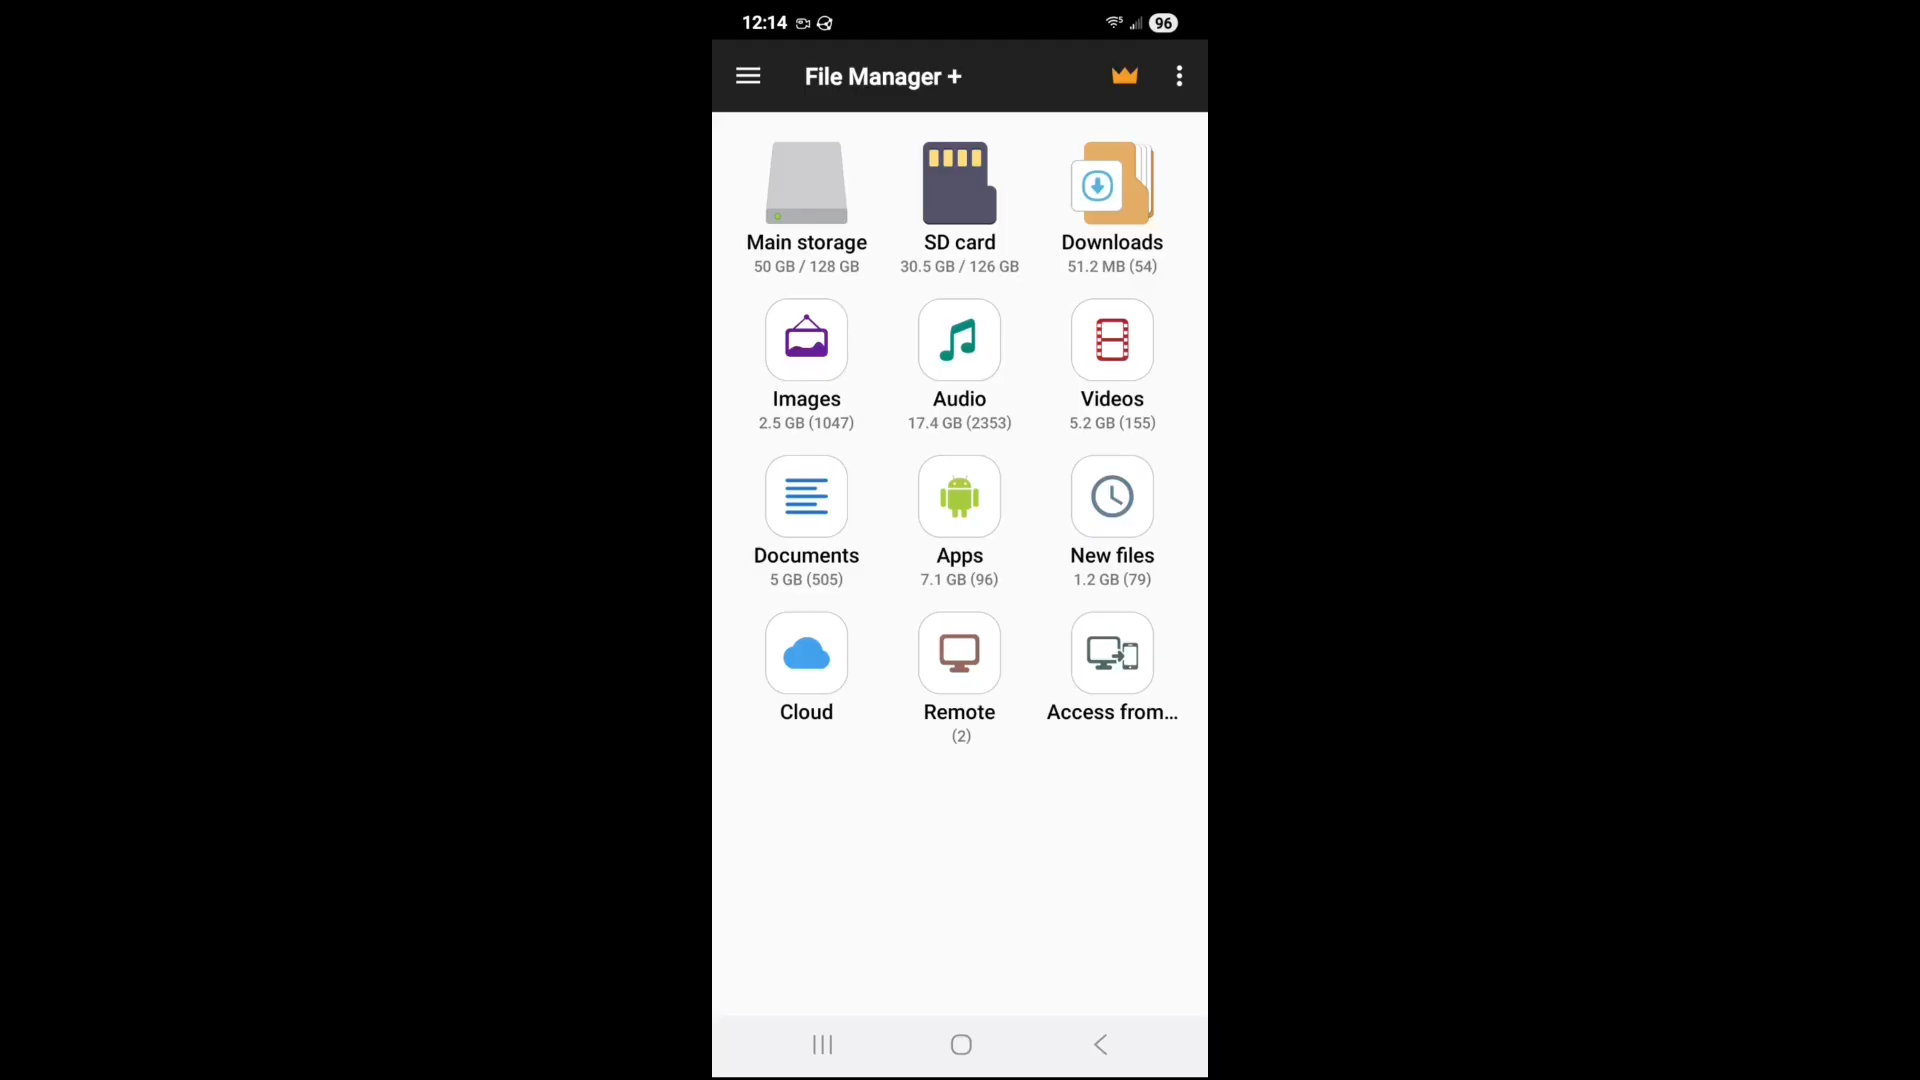 12:14
96
File Manager +
Main storage
50 GB / 128 GB
SD card
30.5 GB / 126 GB
Downloads
51.2 MB (54)
Images
2.5 GB (1047)
Audio
17.4 GB (2353)
Videos
5.2 GB (155)
Documents
5 GB (505)
Apps
7.1 GB (96)
New files
1.2 GB (79)
Cloud
Remote
(2)
Access from...